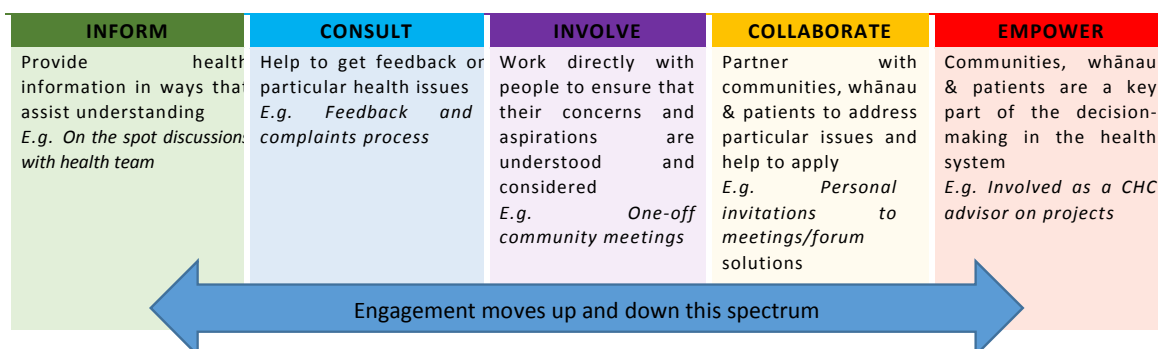 INFORM
Provide health
information in ways that
assist understanding
E.g. On the spot discussions
with health team
CONSULT
Help to get feedback or
particular health issues
E.g. Feedback and
complaints process
INVOLVE
Work directly with
people to ensure that
their concerns and
aspirations are
understood and
considered
E.g. One-off
community meetings
COLLABORATE
Partner with
communities, whānau
& patients to address
particular issues and
help to apply
E.g. Personal
invitations to
meetings/forum
solutions
EMPOWER
Communities, whānau
& patients are a key
part of the decision-
making in the health
system
E.g. Involved as a CHC
advisor on projects
Engagement moves up and down this spectrum